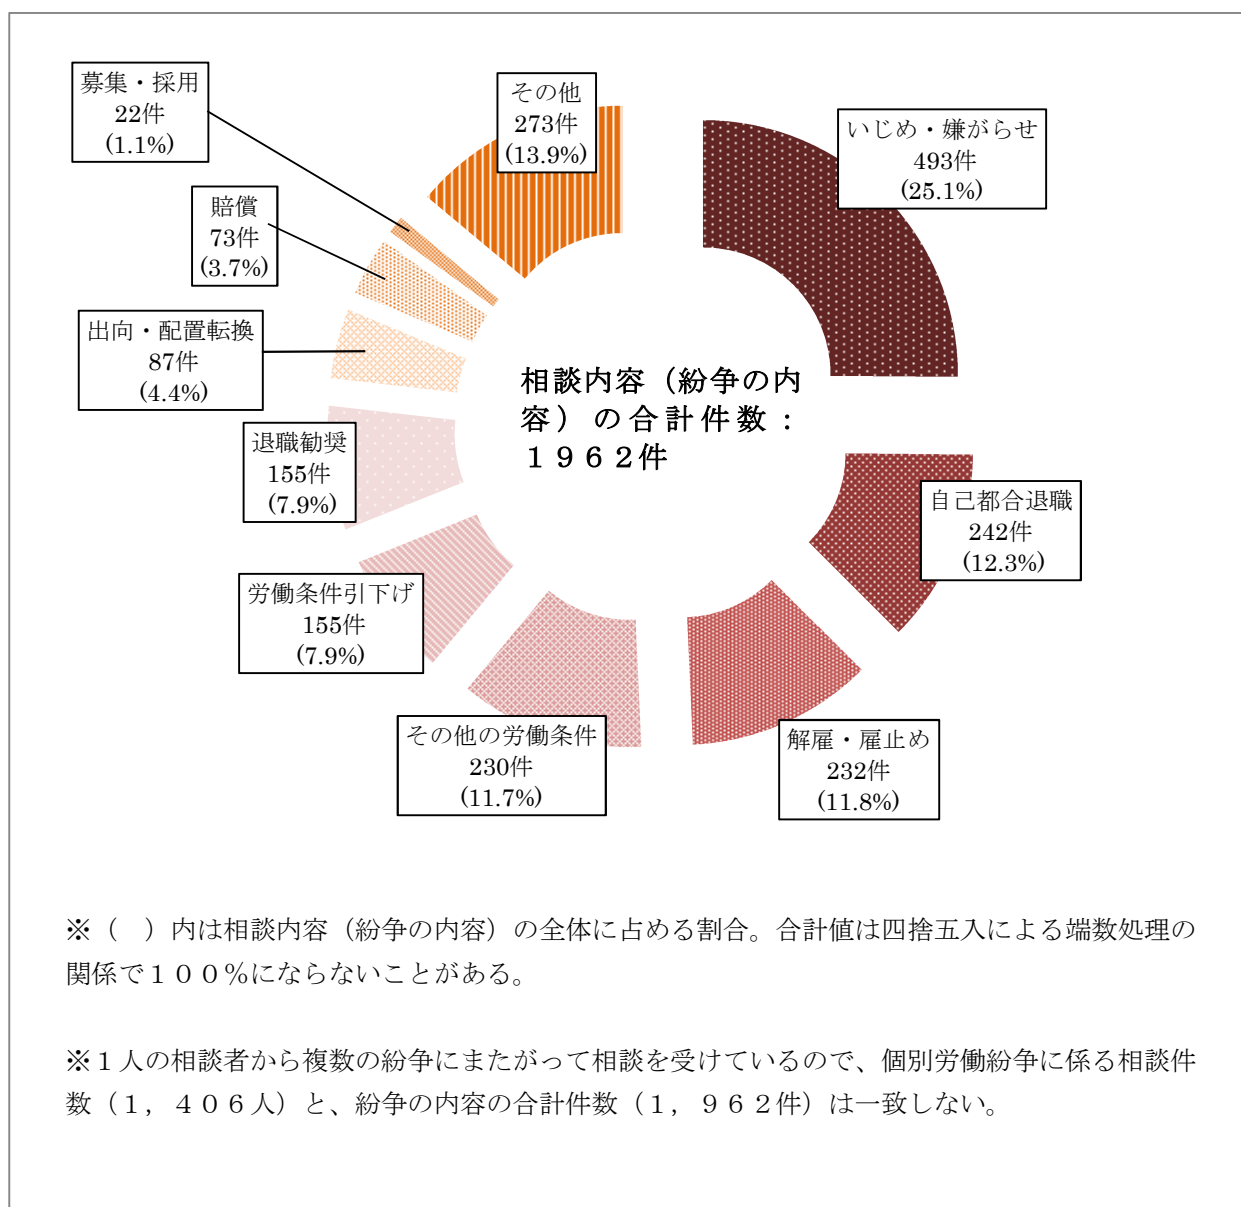 募集・採用
22件
(1.1%)
その他
273件
(13.9%)
いじめ・嫌がらせ
493件
(25.1%)
賠償
73件
(3.7%)
出向・配置転換
87件
(4.4%)
相談内容（紛争の内
容）の合計件数：
１９６２件
退職勧奨
155件
(7.9%)
自己都合退職
242件
(12.3%)
労働条件引下げ
155件
(7.9%)
その他の労働条件
230件
(11.7%)
解雇・雇止め
232件
(11.8%)
※（　）内は相談内容（紛争の内容）の全体に占める割合。合計値は四捨五入による端数処理の
関係で１００％にならないことがある。
※１人の相談者から複数の紛争にまたがって相談を受けているので、個別労働紛争に係る相談件
数（１，４０６人）と、紛争の内容の合計件数（１，９６２件）は一致しない。